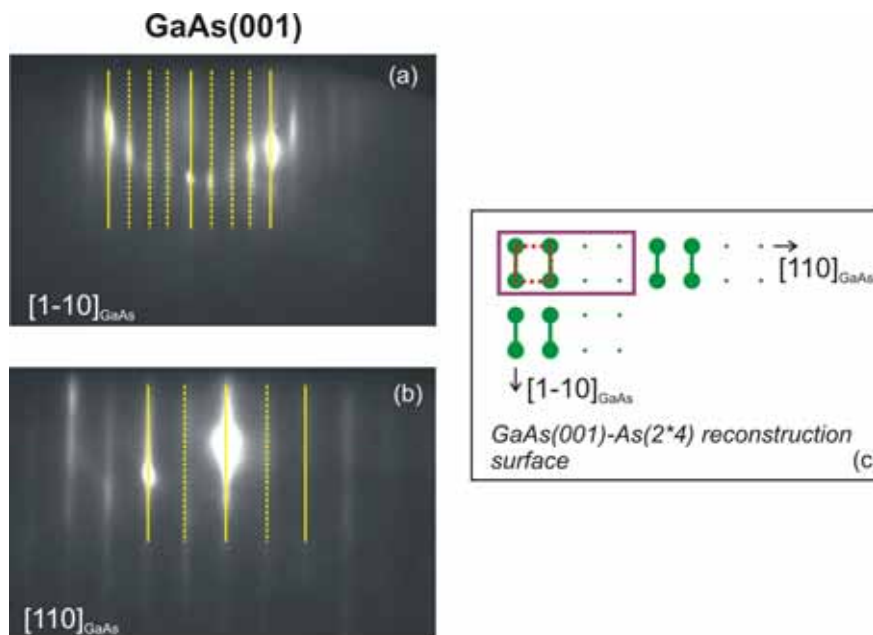 GaAs(001)
(a)
[1-10]GaAs
(b)
[110]GaAs
[110]GaAs
[1-10]GaAs
GaAs(001)-As(2*4) reconstruction
surface
(c